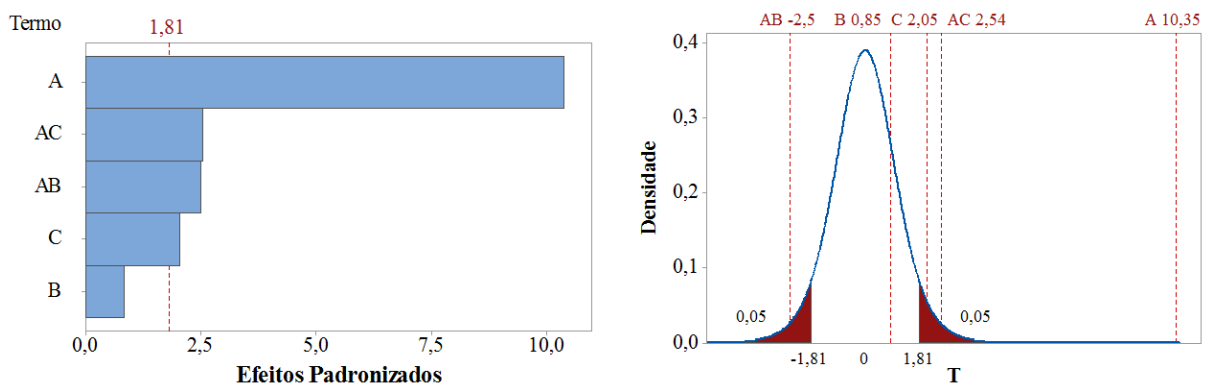 Termo
1,81
A
AC
AB
C
B
0,0 2,5 5,0 7,5 10,0
Efeitos Padronizados
AB -2,5 B 0,85 C 2,05 AC 2,54 A 10,35
0,4
0,3
0,2
0,1
0,0
Densidade
0,05 0,05
-1,81 0 1,81
T